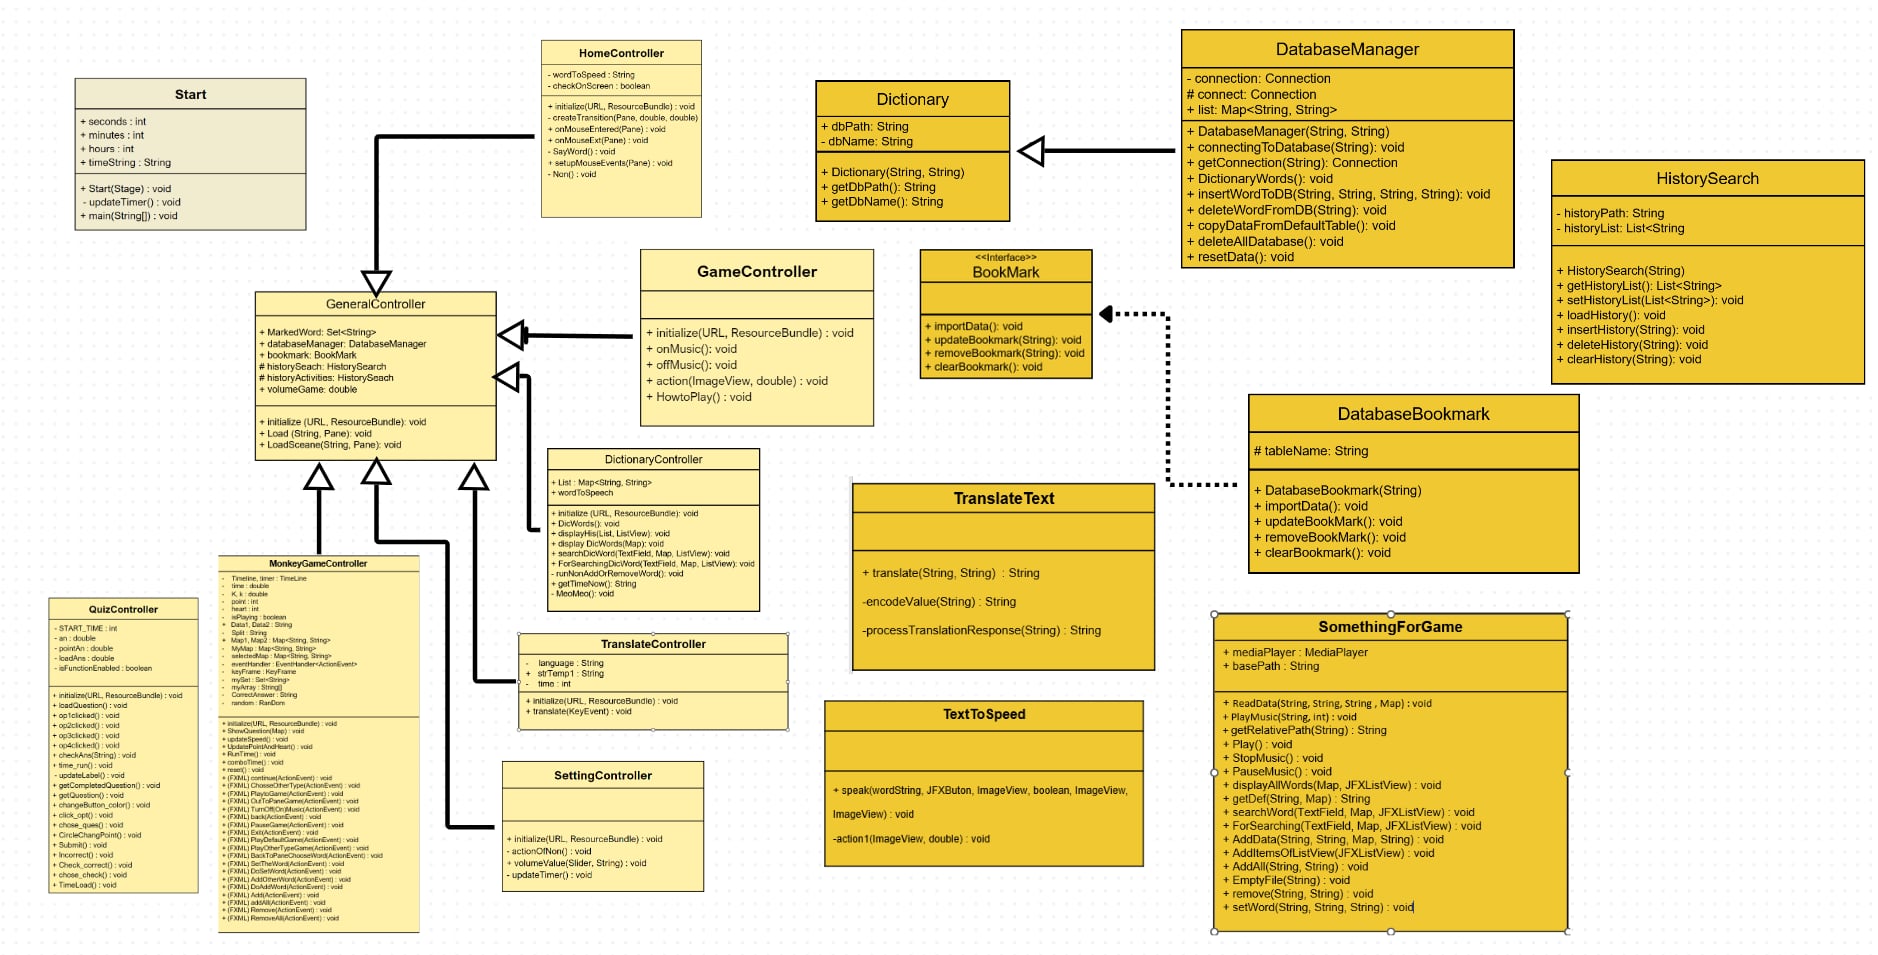 Start
+ seconds : int
+ minutes : int
+ hours : int
+ timeString : String
+ Start(Stage) : void
- updateTimer() : void
+ main(String[]) : void
HomeController
- wordToSpeed : String
- checkOnScreen : boolean
+ initialize(URL, ResourceBundle) : void
- createTransition(Pane, double, double)
+ onMouseEntered(Pane) : void
+ onMouseExt(Pane) : void
- SayWord() : void
+ setupMouseEvents(Pane) : void
- Non() : void
Dictionary
+ dbPath: String
- dbName: String
+ Dictionary(String, String)
+ getDbPath(): String
+ getDbName(): String
DatabaseManager
- connection: Connection
# connect: Connection
+ list: Map<String, String>
+ DatabaseManager(String, String)
+ connectingToDatabase(String): void
+ getConnection(String): Connection
+ DictionaryWords(): void
+ insertWordToDB(String, String, String, String): void
+ deleteWordFromDB(String): void
+ copyDataFromDefaultTable(): void
+ deleteAllDatabase(): void
+ resetData(): void
HistorySearch
- historyPath: String
- historyList: List<String
+ HistorySearch(String)
+ getHistoryList(): List<String>
+ setHistoryList(List<String>): void
+ loadHistory(): void
+ insertHistory(String): void
+ deleteHistory(String): void
+ clearHistory(String): void
GeneralController
+ MarkedWord: Set<String>
+ databaseManager: DatabaseManager
+ bookmark: BookMark
# historySeach: HistorySearch
# historyActivities: HistorySeach
+ volumeGame: double
+ initialize (URL, ResourceBundle): void
+ Load (String, Pane): void
+ LoadSceane(String, Pane): void
GameController
+ initialize(URL, ResourceBundle) : void
+ onMusic(): void
+ offMusic(): void
+ action(ImageView, double) : void
+ HowtoPlay() : void
<<Interface>>
BookMark
+ importData(): void
+ updateBookmark(String): void
+ removeBookmark(String): void
+ clearBookmark(): void
DatabaseBookmark
# tableName: String
+ DatabaseBookmark(String)
+ importData(): void
+ updateBookMark(): void
+ removeBookMark(): void
+ clearBookmark(): void
DictionaryController
+ List : Map<String, String>
+ wordToSpeech
+ initialize (URL, ResourceBundle): void
+ DicWords(): void
+ displayHis(List, ListView): void
+ display DicWords(Map): void
+ searchDicWord(TextField, Map, ListView): void
+ ForSearchingDicWord(TextField, Map, ListView): void
- runNonAddOrRemoveWord(): void
+ getTimeNow(): String
- MeoMeo(): void
TranslateText
+ translate(String, String) : String
-encodeValue(String) : String
-processTranslationResponse(String) : String
QuizController
- START_TIME : int
- an : double
- pointAn : double
- loadAns : double
- isFunctionEnabled : boolean
+ initialize(URL, ResourceBundle) : void
+ loadQuestion() : void
+ op1clicked() : void
+ op2clicked() : void
+ op3clicked() : void
+ op4clicked() : void
+ checkAns(String) : void
+ time_run() : void
- updateLabel() : void
+ getCompletedQuestion() : void
+ getQuestion() : void
+ changeButton_color() : void
+ click_opt() : void
+ chose_ques() : void
+ CircleChangPoint() : void
+ Submit() : void
+ Incorrect() : void
+ Check_correct() : void
+ chose_check() : void
+ TimeLoad() : void
MonkeyGameController
- Timeline, timer : TimeLine
- time : double
- K, k : double
- point : int
- heart : int
- isPlaying : boolean
+ Data1, Data2 : String
- Split : String
+ Map1, Map2 : Map<String, String>
- MyMap : Map<String, String>
- selectedMap : Map<String, String>
- eventHandler : EventHandler<ActionEvent>
- keyFrame : KeyFrame
- mySet : Set<String>
- myArray : String[]
- CorrectAnswer : String
- random : RanDom
+ initialize(URL, ResourceBundle) : void
+ ShowQuestion(Map) : void
+ updateSpeed() : void
+ UpdatePointAndHeart() : void
+ RunTime() : void
+ comboTime() : void
+ reset() : void
+ (FXML) continue(ActionEvent) : void
+ (FXML) ChosseOtherType(ActionEvent) : void
+ (FXML) PlaytoGame(ActionEvent) : void
+ (FXML) OutToPaneGame(ActionEvent) : void
+ (FXML) TurnOff(On)Music(ActionEvent) : void
+ (FXML) back(ActionEvent) : void
+ (FXML) PauseGame(ActionEvent) : void
+ (FXML) Exit(ActionEvent) : void
+ (FXML) PlayDefaultGame(ActionEvent) : void
+ (FXML) PlayOtherTypeGame(ActionEvent) : void
+ (FXML) BackToPaneChooseWord(ActionEvent) : void
+ (FXML) SetTheWord(ActionEvent) : void
+ (FXML) DoSetWord(ActionEvent) : void
+ (FXML) AddOtherWord(ActionEvent) : void
+ (FXML) DoAddWord(ActionEvent) : void
+ (FXML) Add(ActionEvent) : void
+ (FXML) addAll(ActionEvent) : void
+ (FXML) Remove(ActionEvent) : void
+ (FXML) RemoveAll(ActionEvent) : void
TranslateController
- language : String
+ strTemp1 : String
- time : int
+ initialize(URL, ResourceBundle) : void
+ translate(KeyEvent) : void
SettingController
+ initialize(URL, ResourceBundle) : void
- actionOfNon() : void
+ volumeValue(Slider, String) : void
- updateTimer() : void
TextToSpeed
+ speak(wordString, JFXButon, ImageView, boolean, ImageView,
ImageView) : void
-action1(ImageView, double) : void
SomethingForGame
+ mediaPlayer : MediaPlayer
+ basePath : String
+ ReadData(String, String, String , Map) : void
+ PlayMusic(String, int) : void
+ getRelativePath(String) : String
+ Play() : void
+ StopMusic() : void
+ PauseMusic() : void
+ displayAllWords(Map, JFXListView) : void
+ getDef(String, Map) : String
+ searchWord(TextField, Map, JFXListView) : void
+ ForSearching(TextField, Map, JFXListView) : void
+ AddData(String, String, Map, String) : void
+ AddItemsOfListView(JFXListView) : void
+ AddAll(String, String) : void
+ EmptyFile(String) : void
+ remove(String, String) : void
+ setWord(String, String, String) : void